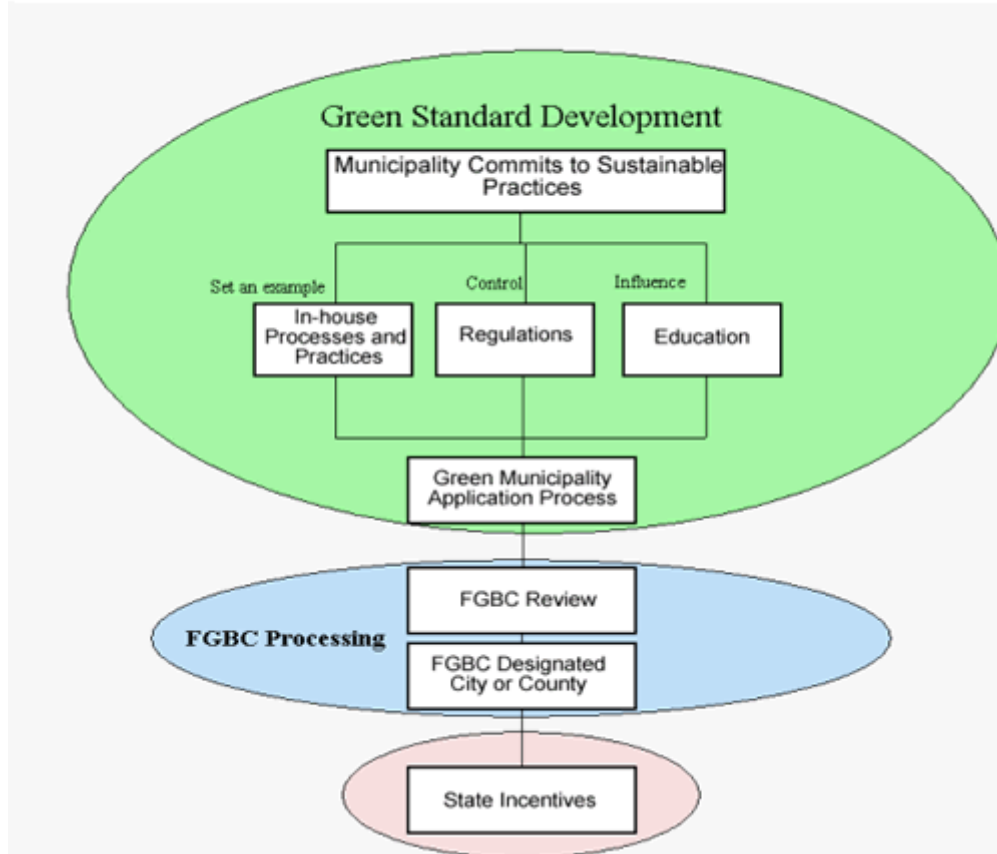 Green Standard Development
Municipality Commits to Sustainable
Practices
Set an example
Control
Influence
In-house
Processes and
Practices
Regulations
Education
Green Municipality
Application Process
FGBC Review
FGBC Processing
FGBC Designated
City or County
State Incentives